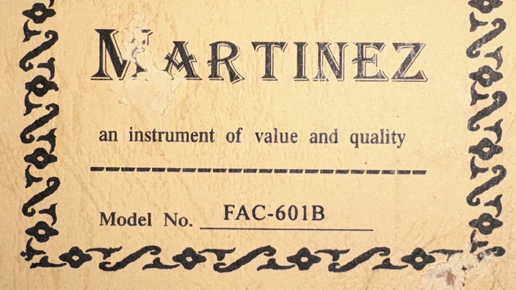 MARTINEZ
an instrument of value and quality
Model No. FAC-601B